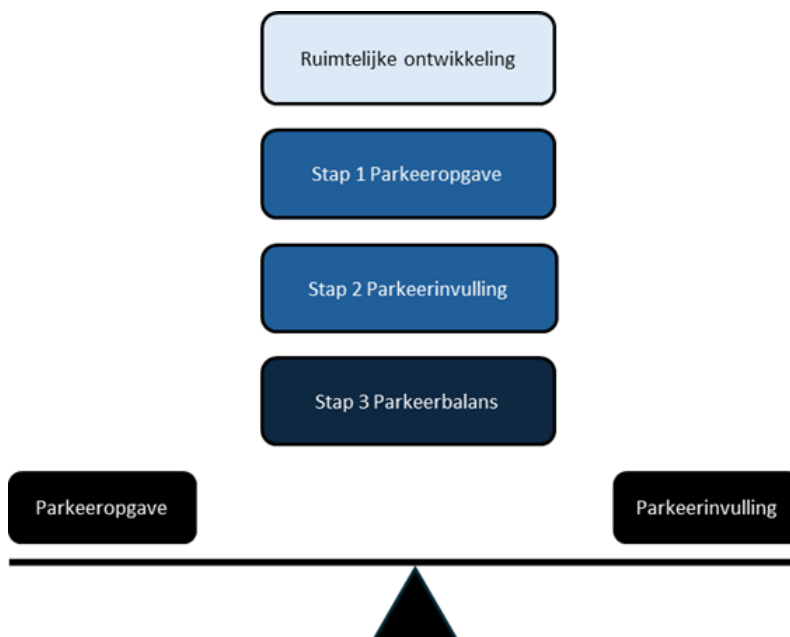 Ruimtelijke ontwikkeling
Stap 1 Parkeeropgave
Stap 2 Parkeerinvulling
Stap 3 Parkeerbalans
Parkeeropgave
Parkeerinvulling